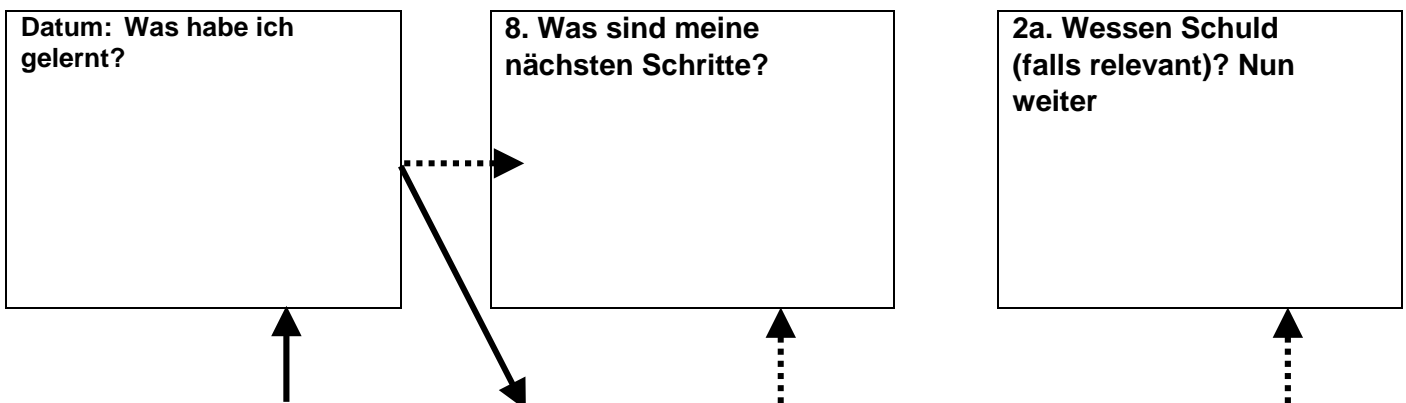 Datum: Was habe ich
gelernt?
8. Was sind meine
nächsten Schritte?
2a. Wessen Schuld
(falls relevant)? Nun
weiter